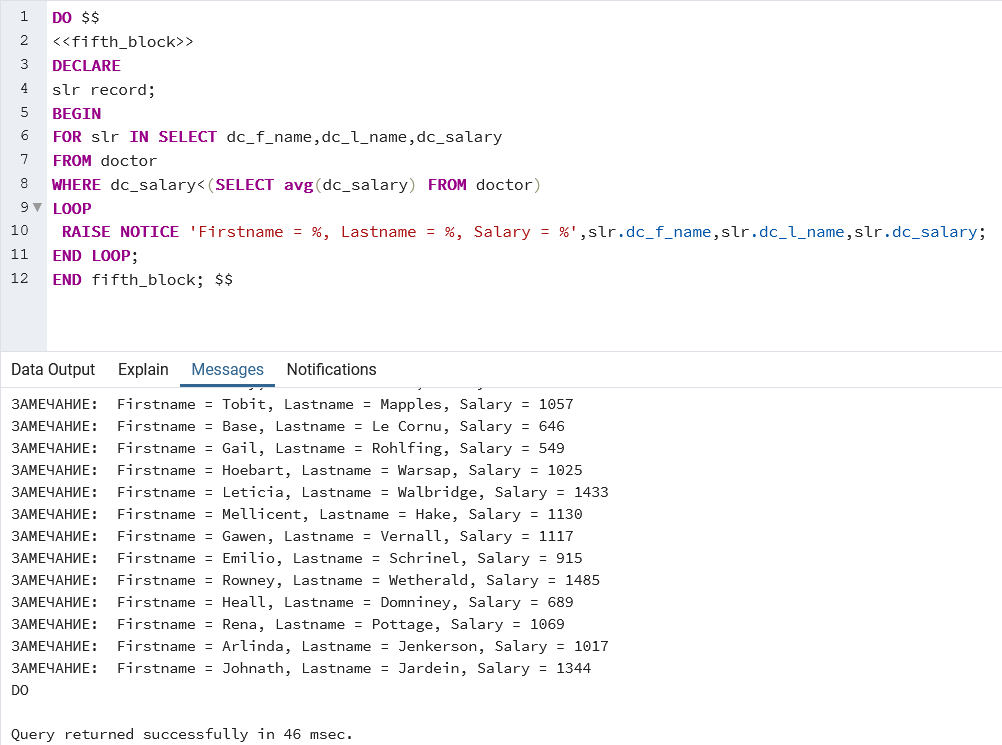 1 DO $$
2 <<fifth_block>>
3 DECLARE
4 slr record;
5 BEGIN
6 FOR slr IN SELECT dc_f_name,dc_l_name,dc_salary
7 FROM doctor
8 WHERE dc_salary<(SELECT avg(dc_salary) FROM doctor)
9 LOOP
10 RAISE NOTICE 'Firstname = %, Lastname = %, Salary = %',slr.dc_f_name,slr.dc_l_name,slr.dc_salary;
11 END LOOP;
12 END fifth_block; $$
Data Output Explain Messages Notifications
ЗАМЕЧАНИЕ:  Firstname = Tobit, Lastname = Mapples, Salary = 1057
ЗАМЕЧАНИЕ:  Firstname = Base, Lastname = Le Cornu, Salary = 646
ЗАМЕЧАНИЕ:  Firstname = Gail, Lastname = Rohlfing, Salary = 549
ЗАМЕЧАНИЕ:  Firstname = Hoebart, Lastname = Warsap, Salary = 1025
ЗАМЕЧАНИЕ:  Firstname = Leticia, Lastname = Walbridge, Salary = 1433
ЗАМЕЧАНИЕ:  Firstname = Mellicent, Lastname = Hake, Salary = 1130
ЗАМЕЧАНИЕ:  Firstname = Gawen, Lastname = Vernall, Salary = 1117
ЗАМЕЧАНИЕ:  Firstname = Emilio, Lastname = Schrinel, Salary = 915
ЗАМЕЧАНИЕ:  Firstname = Rowney, Lastname = Wetherald, Salary = 1485
ЗАМЕЧАНИЕ:  Firstname = Heall, Lastname = Domniney, Salary = 689
ЗАМЕЧАНИЕ:  Firstname = Rena, Lastname = Pottage, Salary = 1069
ЗАМЕЧАНИЕ:  Firstname = Arlinda, Lastname = Jenkerson, Salary = 1017
ЗАМЕЧАНИЕ:  Firstname = Johnath, Lastname = Jardein, Salary = 1344
DO
Query returned successfully in 46 msec.